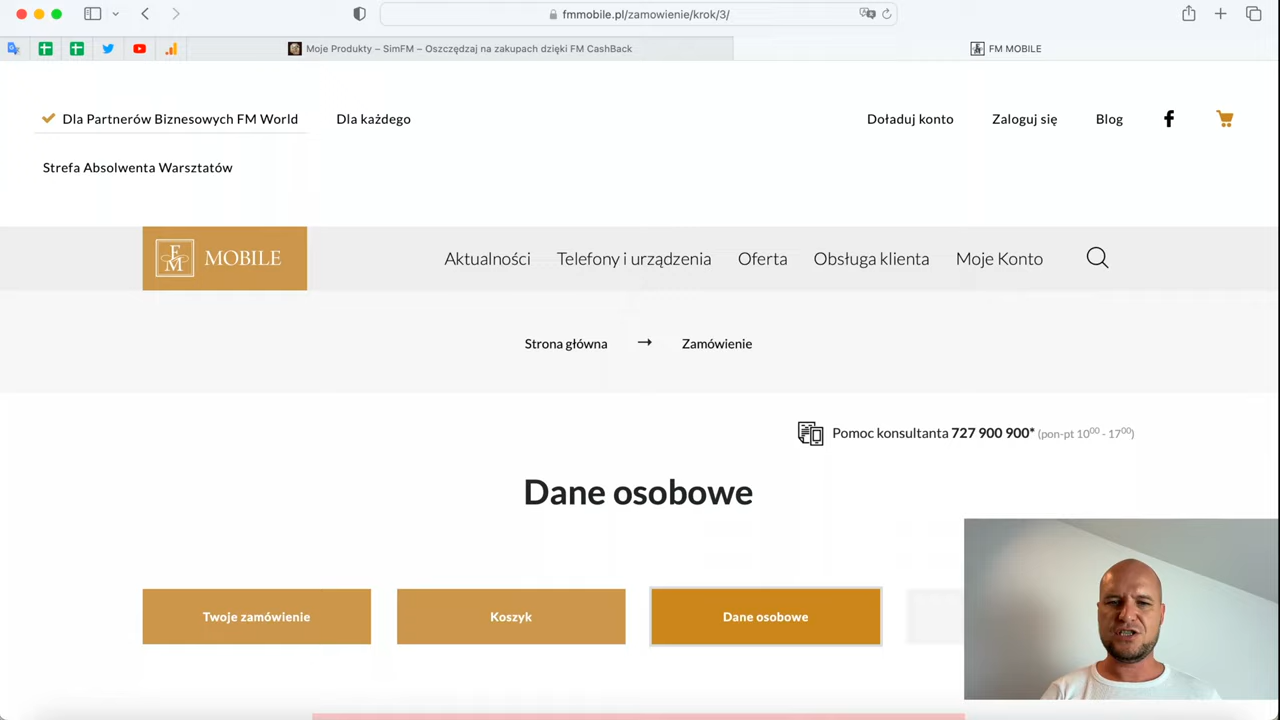 fmmobile.pl/zamowienie/krok/3/
Moje Produkty – SimFM – Oszczędzaj na zakupach dzięki FM CashBack
FM MOBILE
Dla Partnerów Biznesowych FM World
Dla każdego
Doładuj konto
Zaloguj się
Blog
Strefa Absolwenta Warsztatów
FM MOBILE
Aktualności
Telefony i urządzenia
Oferta
Obsługa klienta
Moje Konto
Strona główna → Zamówienie
Pomoc konsultanta 727 900 900* (pon-pt 10⁰⁰ - 17⁰⁰)
Dane osobowe
Twoje zamówienie
Koszyk
Dane osobowe